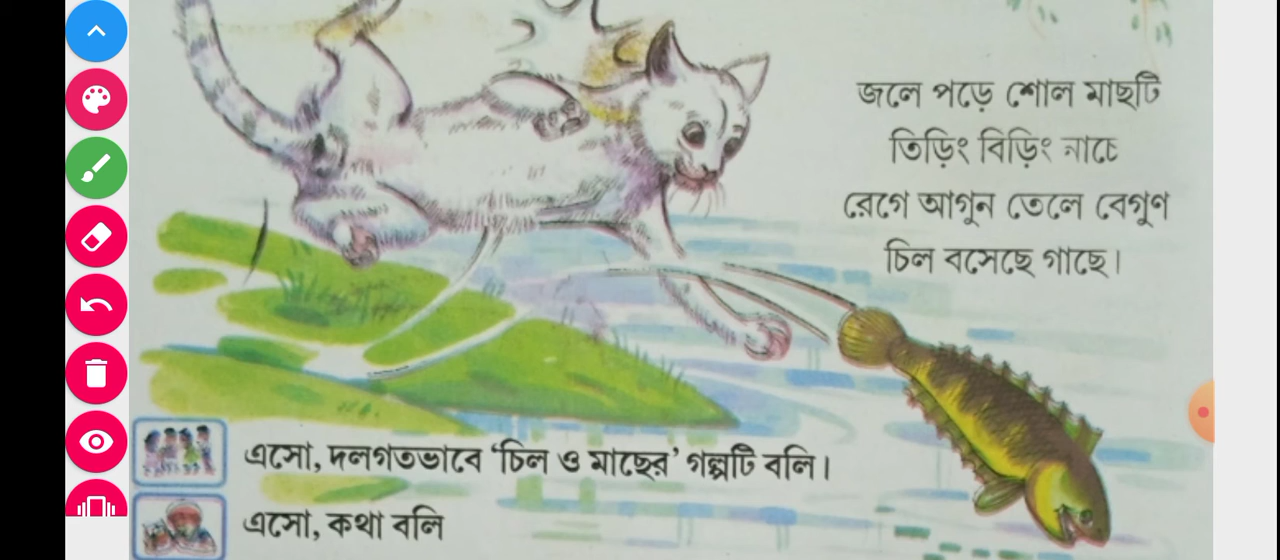 জলে পড়ে শোল মাছটি
তিড়িং বিড়িং নাচে
রেগে আগুন তেলে বেগুণ
চিল বসেছে গাছে।
এসো, দলগতভাবে ‘চিল ও মাছের’ গল্পটি বলি।
এসো, কথা বলি